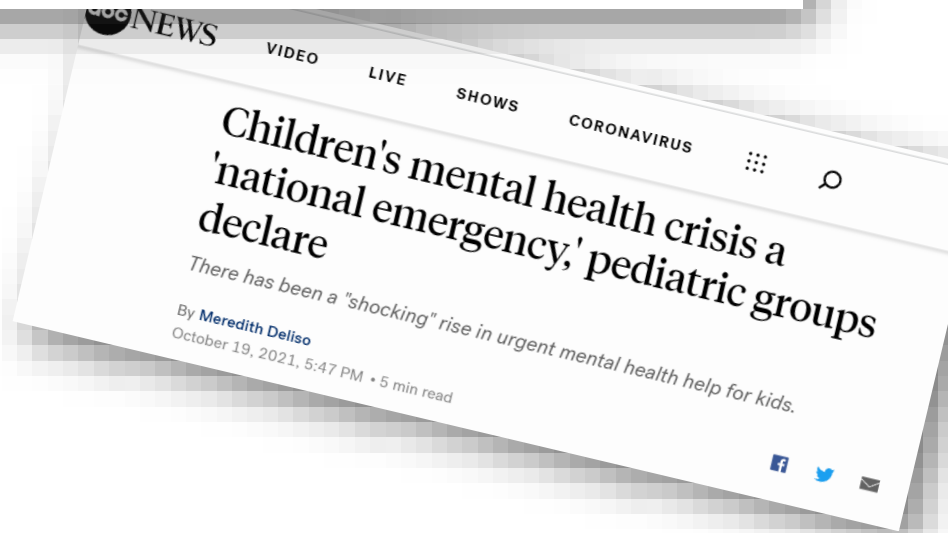 abc NEWS
VIDEO LIVE SHOWS CORONAVIRUS
Children's mental health crisis a
'national emergency,' pediatric groups
declare
There has been a "shocking" rise in urgent mental health help for kids.
By Meredith Deliso
October 19, 2021, 5:47 PM • 5 min read